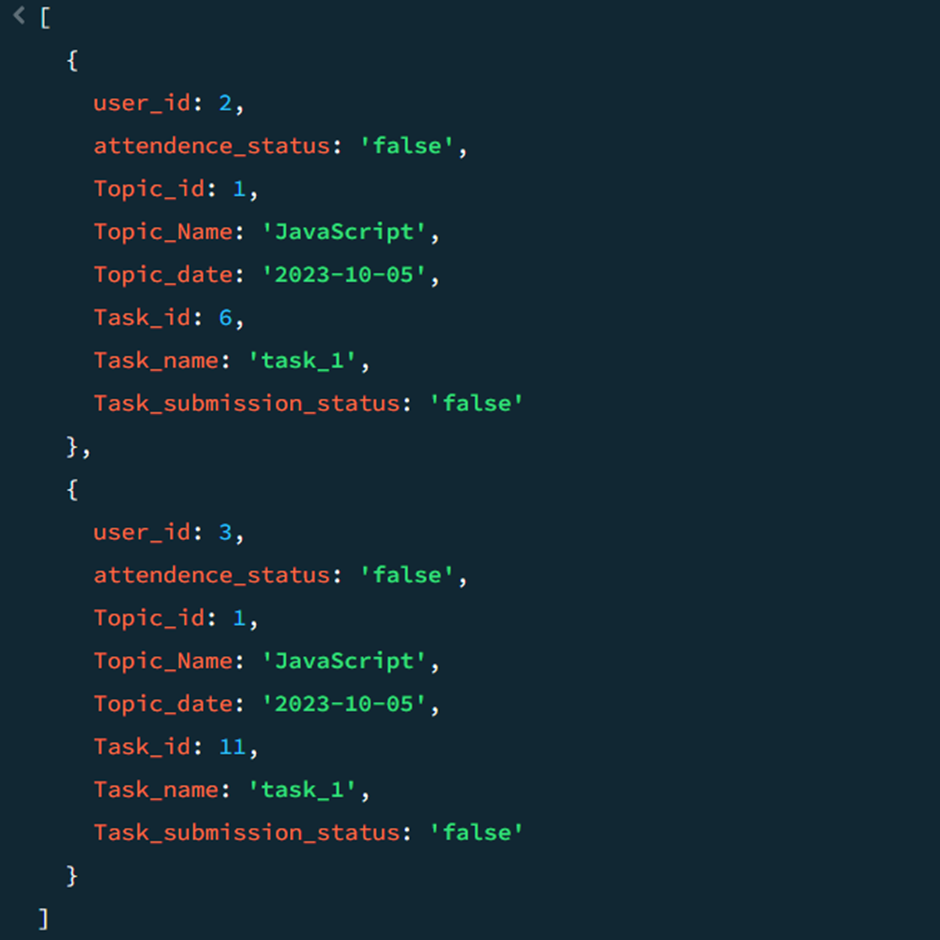 [
{
user_id: 2,
attendence_status: 'false',
Topic_id: 1,
Topic_Name: 'JavaScript',
Topic_date: '2023-10-05',
Task_id: 6,
Task_name: 'task_1',
Task_submission_status: 'false'
},
{
user_id: 3,
attendence_status: 'false',
Topic_id: 1,
Topic_Name: 'JavaScript',
Topic_date: '2023-10-05',
Task_id: 11,
Task_name: 'task_1',
Task_submission_status: 'false'
}
]